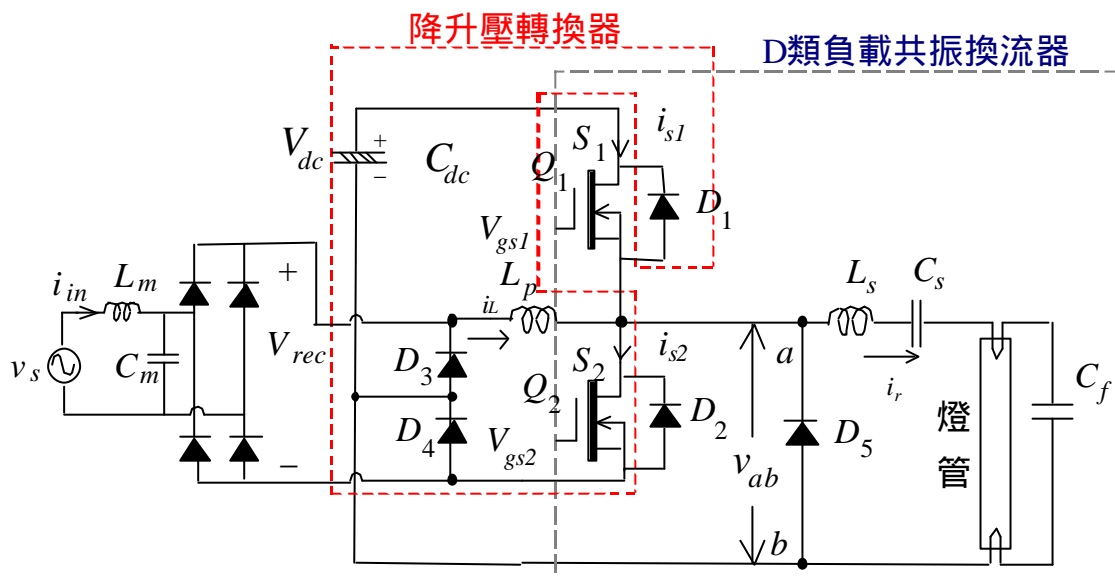 降升壓轉換器
D類負載共振換流器
V_dc
+
−
C_dc
S_1
i_s1
Q_1
D_1
V_gs1
i_in
L_m
+
L_p
i_L
L_s
C_s
v_s
C_m
V_rec
D_3
S_2
i_s2
a
i_r
Q_2
D_4
V_gs2
D_2
v_ab
D_5
燈管
C_f
−
b